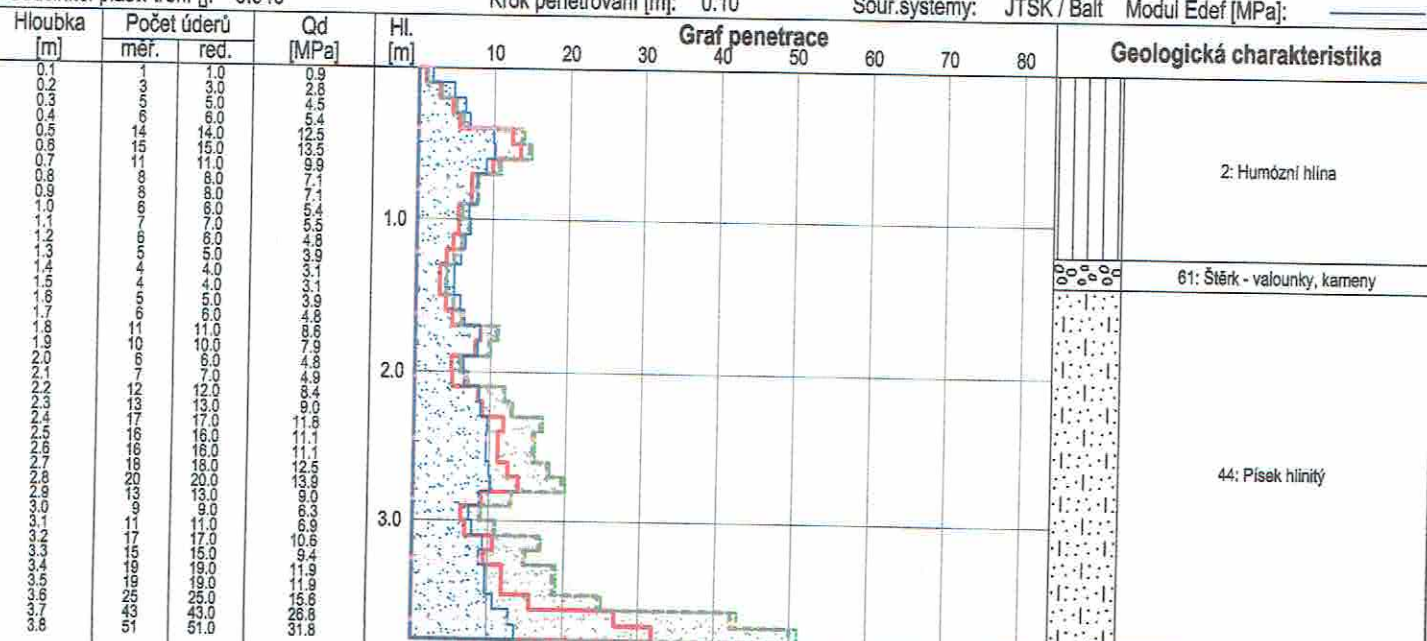 Krok penetrování [m]: 0.10 Sour.systémy: JTSK / Balt Modul Edef [MPa]:
Hloubka [m] Počet úderů Qd [MPa] Hl. [m] Graf penetrace Geologická charakteristika
měř. red. 10 20 30 40 50 60 70 80
0.1 1 1.0 0.9
0.2 3 3.0 2.8
0.3 5 5.0 4.5
0.4 6 6.0 5.4
0.5 14 14.0 12.5
0.6 15 15.0 13.5
0.7 11 11.0 9.9
0.8 8 8.0 7.1
0.9 8 8.0 7.1
1.0 6 6.0 5.4
1.1 7 7.0 5.5
1.2 6 6.0 4.8
1.3 5 5.0 3.9
1.4 4 4.0 3.1
1.5 4 4.0 3.1
1.6 5 5.0 3.9
1.7 6 6.0 4.8
1.8 11 11.0 8.6
1.9 10 10.0 7.9
2.0 6 6.0 4.8
2.1 7 7.0 4.9
2.2 12 12.0 8.4
2.3 13 13.0 9.0
2.4 17 17.0 11.8
2.5 16 16.0 11.1
2.6 16 16.0 11.1
2.7 18 18.0 12.5
2.8 20 20.0 13.9
2.9 13 13.0 9.0
3.0 9 9.0 6.3
3.1 11 11.0 6.9
3.2 17 17.0 10.6
3.3 15 15.0 9.4
3.4 19 19.0 11.9
3.5 19 19.0 11.9
3.6 25 25.0 15.6
3.7 43 43.0 26.8
3.8 51 51.0 31.8
1.0
2.0
3.0
2: Humózní hlína
61: Štěrk - valounky, kameny
44: Písek hlinitý